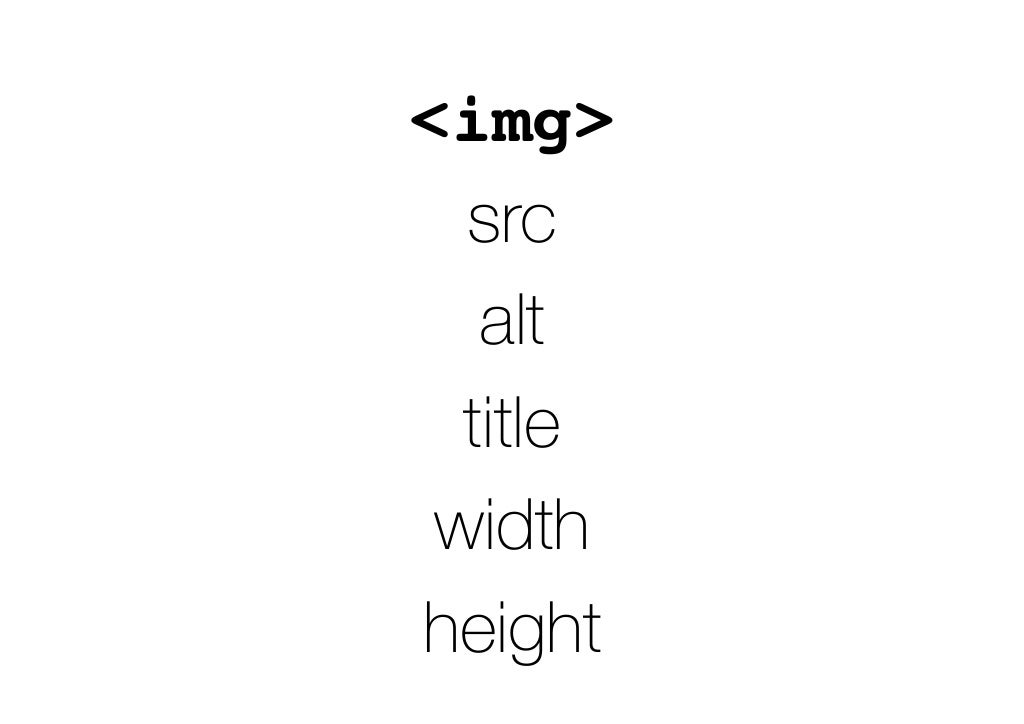 <img>
src
alt
title
width
height